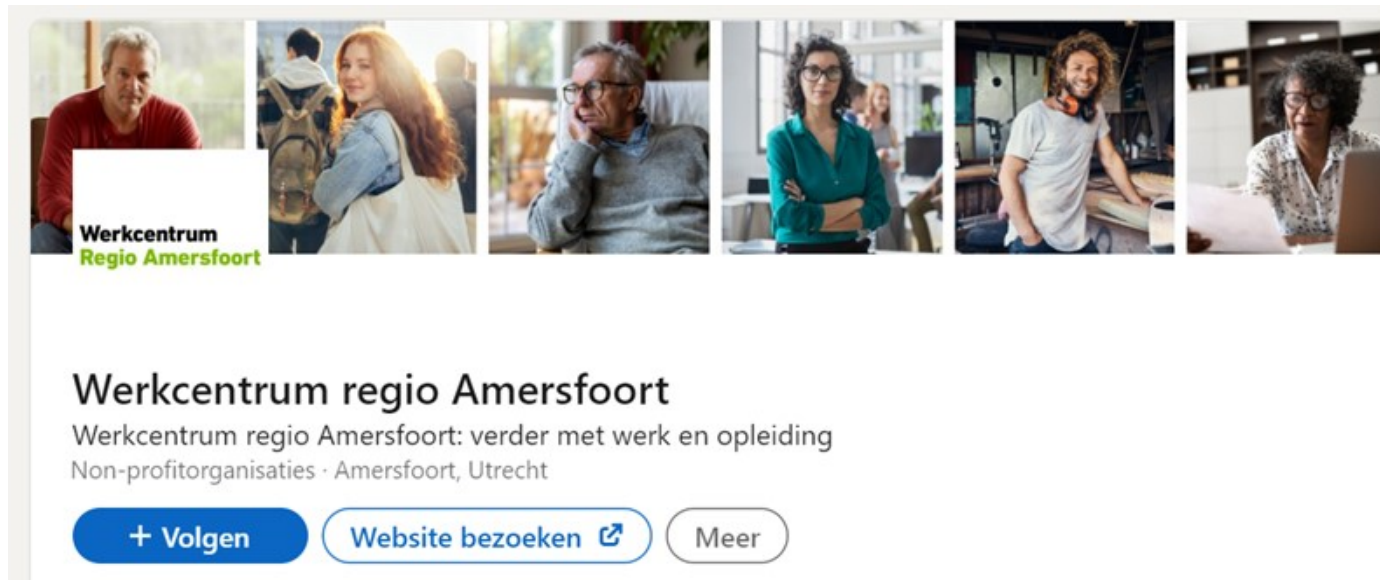 Werkcentrum
Regio Amersfoort
Werkcentrum regio Amersfoort
Werkcentrum regio Amersfoort: verder met werk en opleiding
Non-profitorganisaties · Amersfoort, Utrecht
+ Volgen
Website bezoeken
Meer